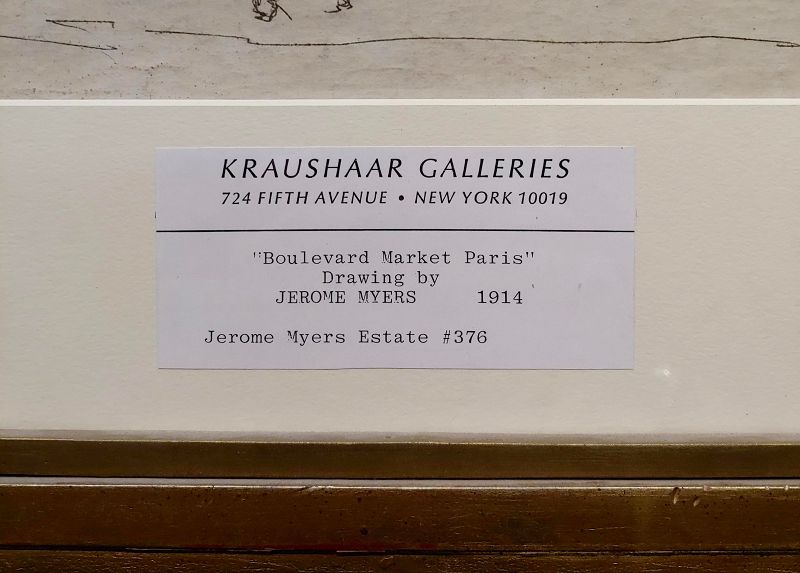 KRAUSHAAR GALLERIES
724 FIFTH AVENUE • NEW YORK 10019
"Boulevard Market Paris"
Drawing by
JEROME MYERS 1914
Jerome Myers Estate #376